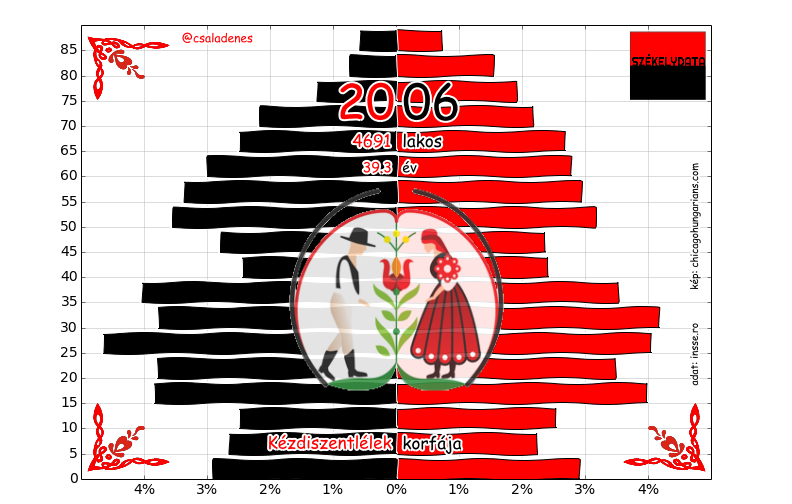 @csaladenes
SZÉKELYDATA
2006
4691 lakos
39.3 év
kép: chicagohungarians.com
adat: insse.ro
Kézdiszentlélek korfája
85
80
75
70
65
60
55
50
45
40
35
30
25
20
15
10
5
0
4% 3% 2% 1% 0% 1% 2% 3% 4%